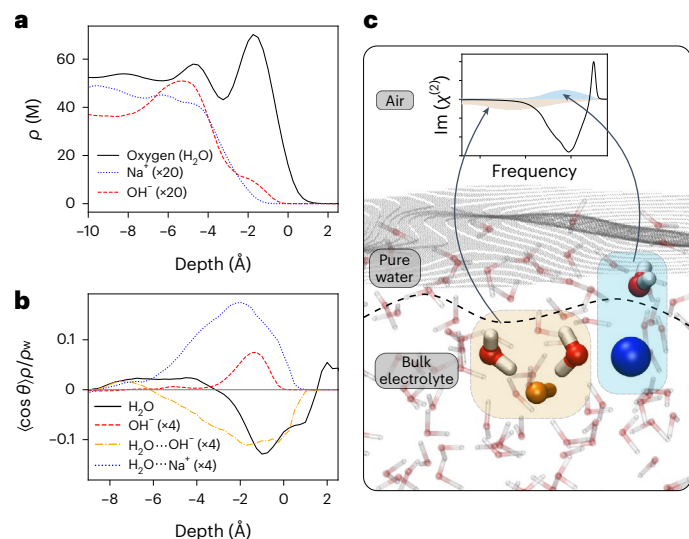 a
ρ (M)
60
40
20
0
Oxygen (H₂O)
Na⁺ (×20)
OH⁻ (×20)
−10 −8 −6 −4 −2 0 2
Depth (Å)
b
⟨cos θ⟩ρ/ρw
0.1
0
−0.1
H₂O
OH⁻ (×4)
H₂O···OH⁻ (×4)
H₂O···Na⁺ (×4)
−8 −6 −4 −2 0 2
Depth (Å)
c
Air
Im (χ⁽²⁾)
Frequency
Pure
water
Bulk
electrolyte